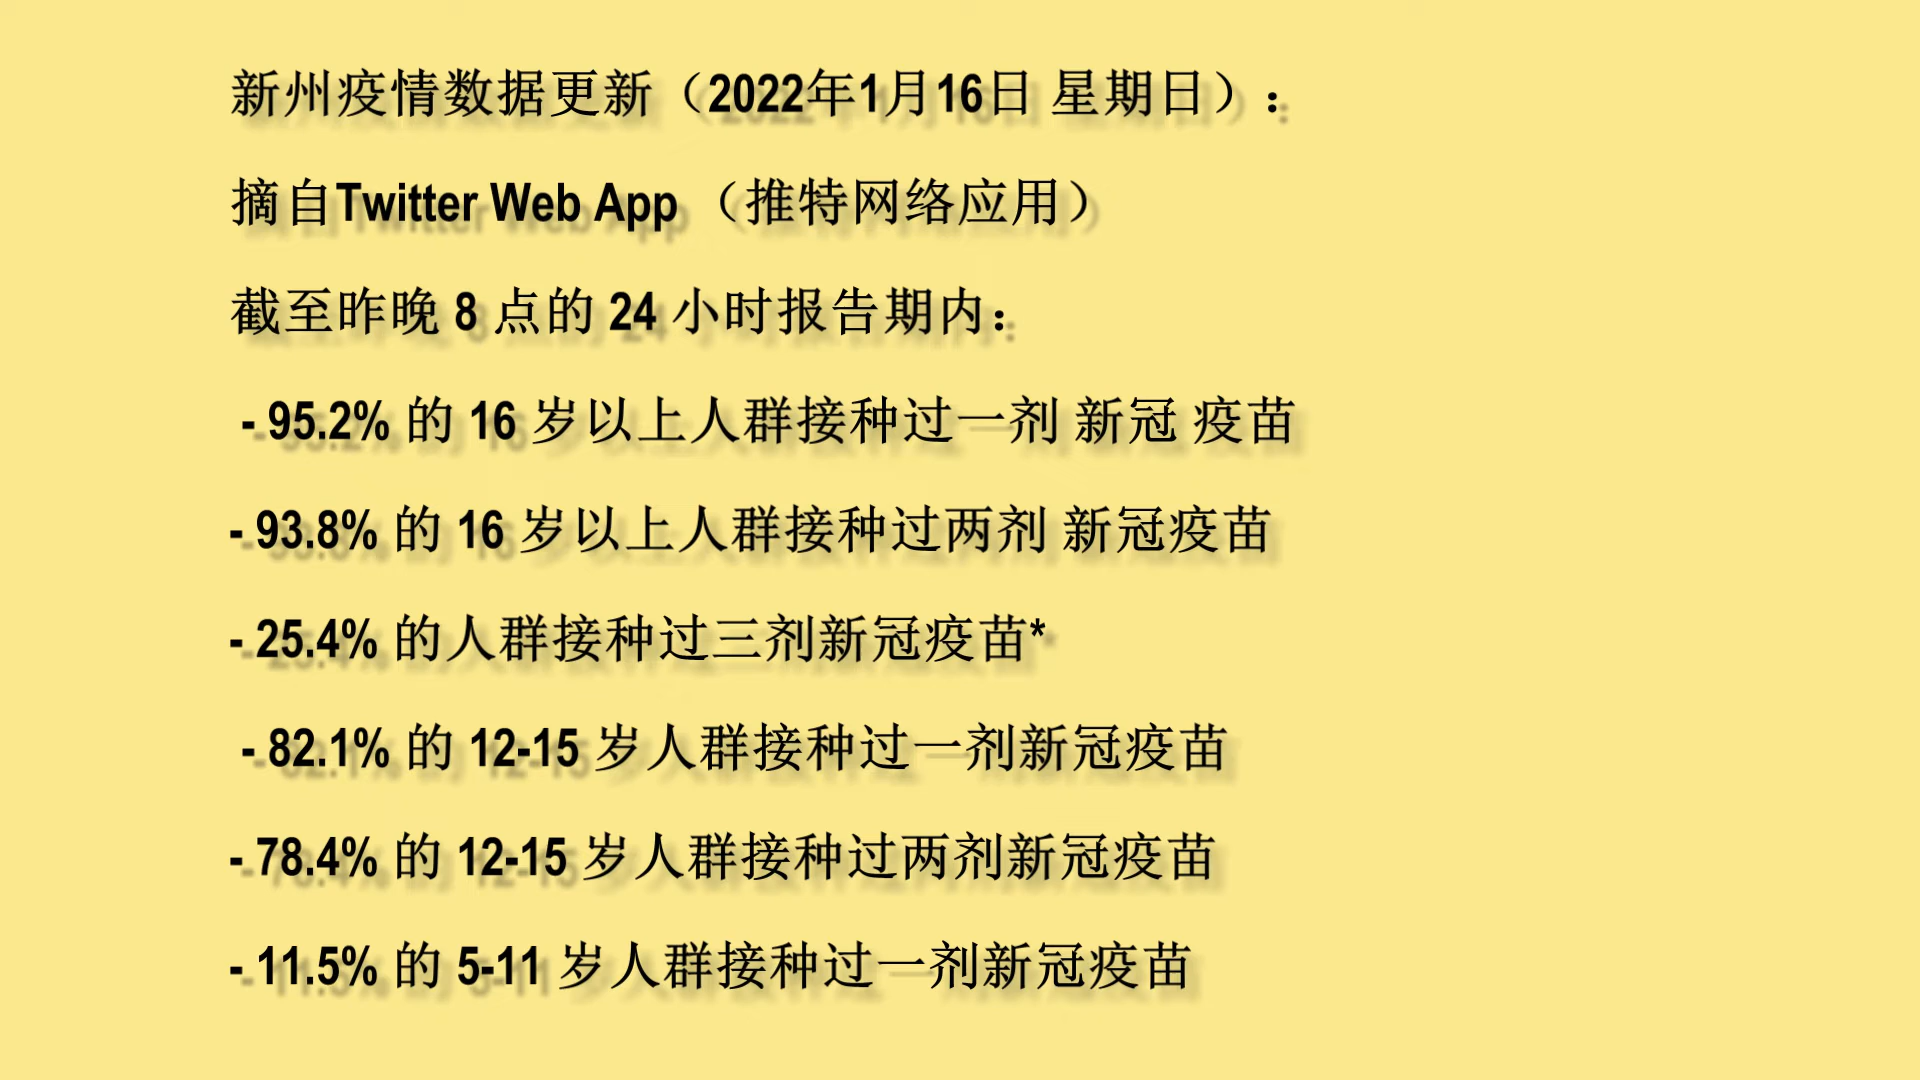 新州疫情数据更新（2022年1月16日 星期日）：
摘自Twitter Web App （推特网络应用）
截至昨晚 8 点的 24 小时报告期内：
- 95.2% 的 16 岁以上人群接种过一剂 新冠 疫苗
- 93.8% 的 16 岁以上人群接种过两剂 新冠疫苗
- 25.4% 的人群接种过三剂新冠疫苗*
- 82.1% 的 12-15 岁人群接种过一剂新冠疫苗
- 78.4% 的 12-15 岁人群接种过两剂新冠疫苗
- 11.5% 的 5-11 岁人群接种过一剂新冠疫苗